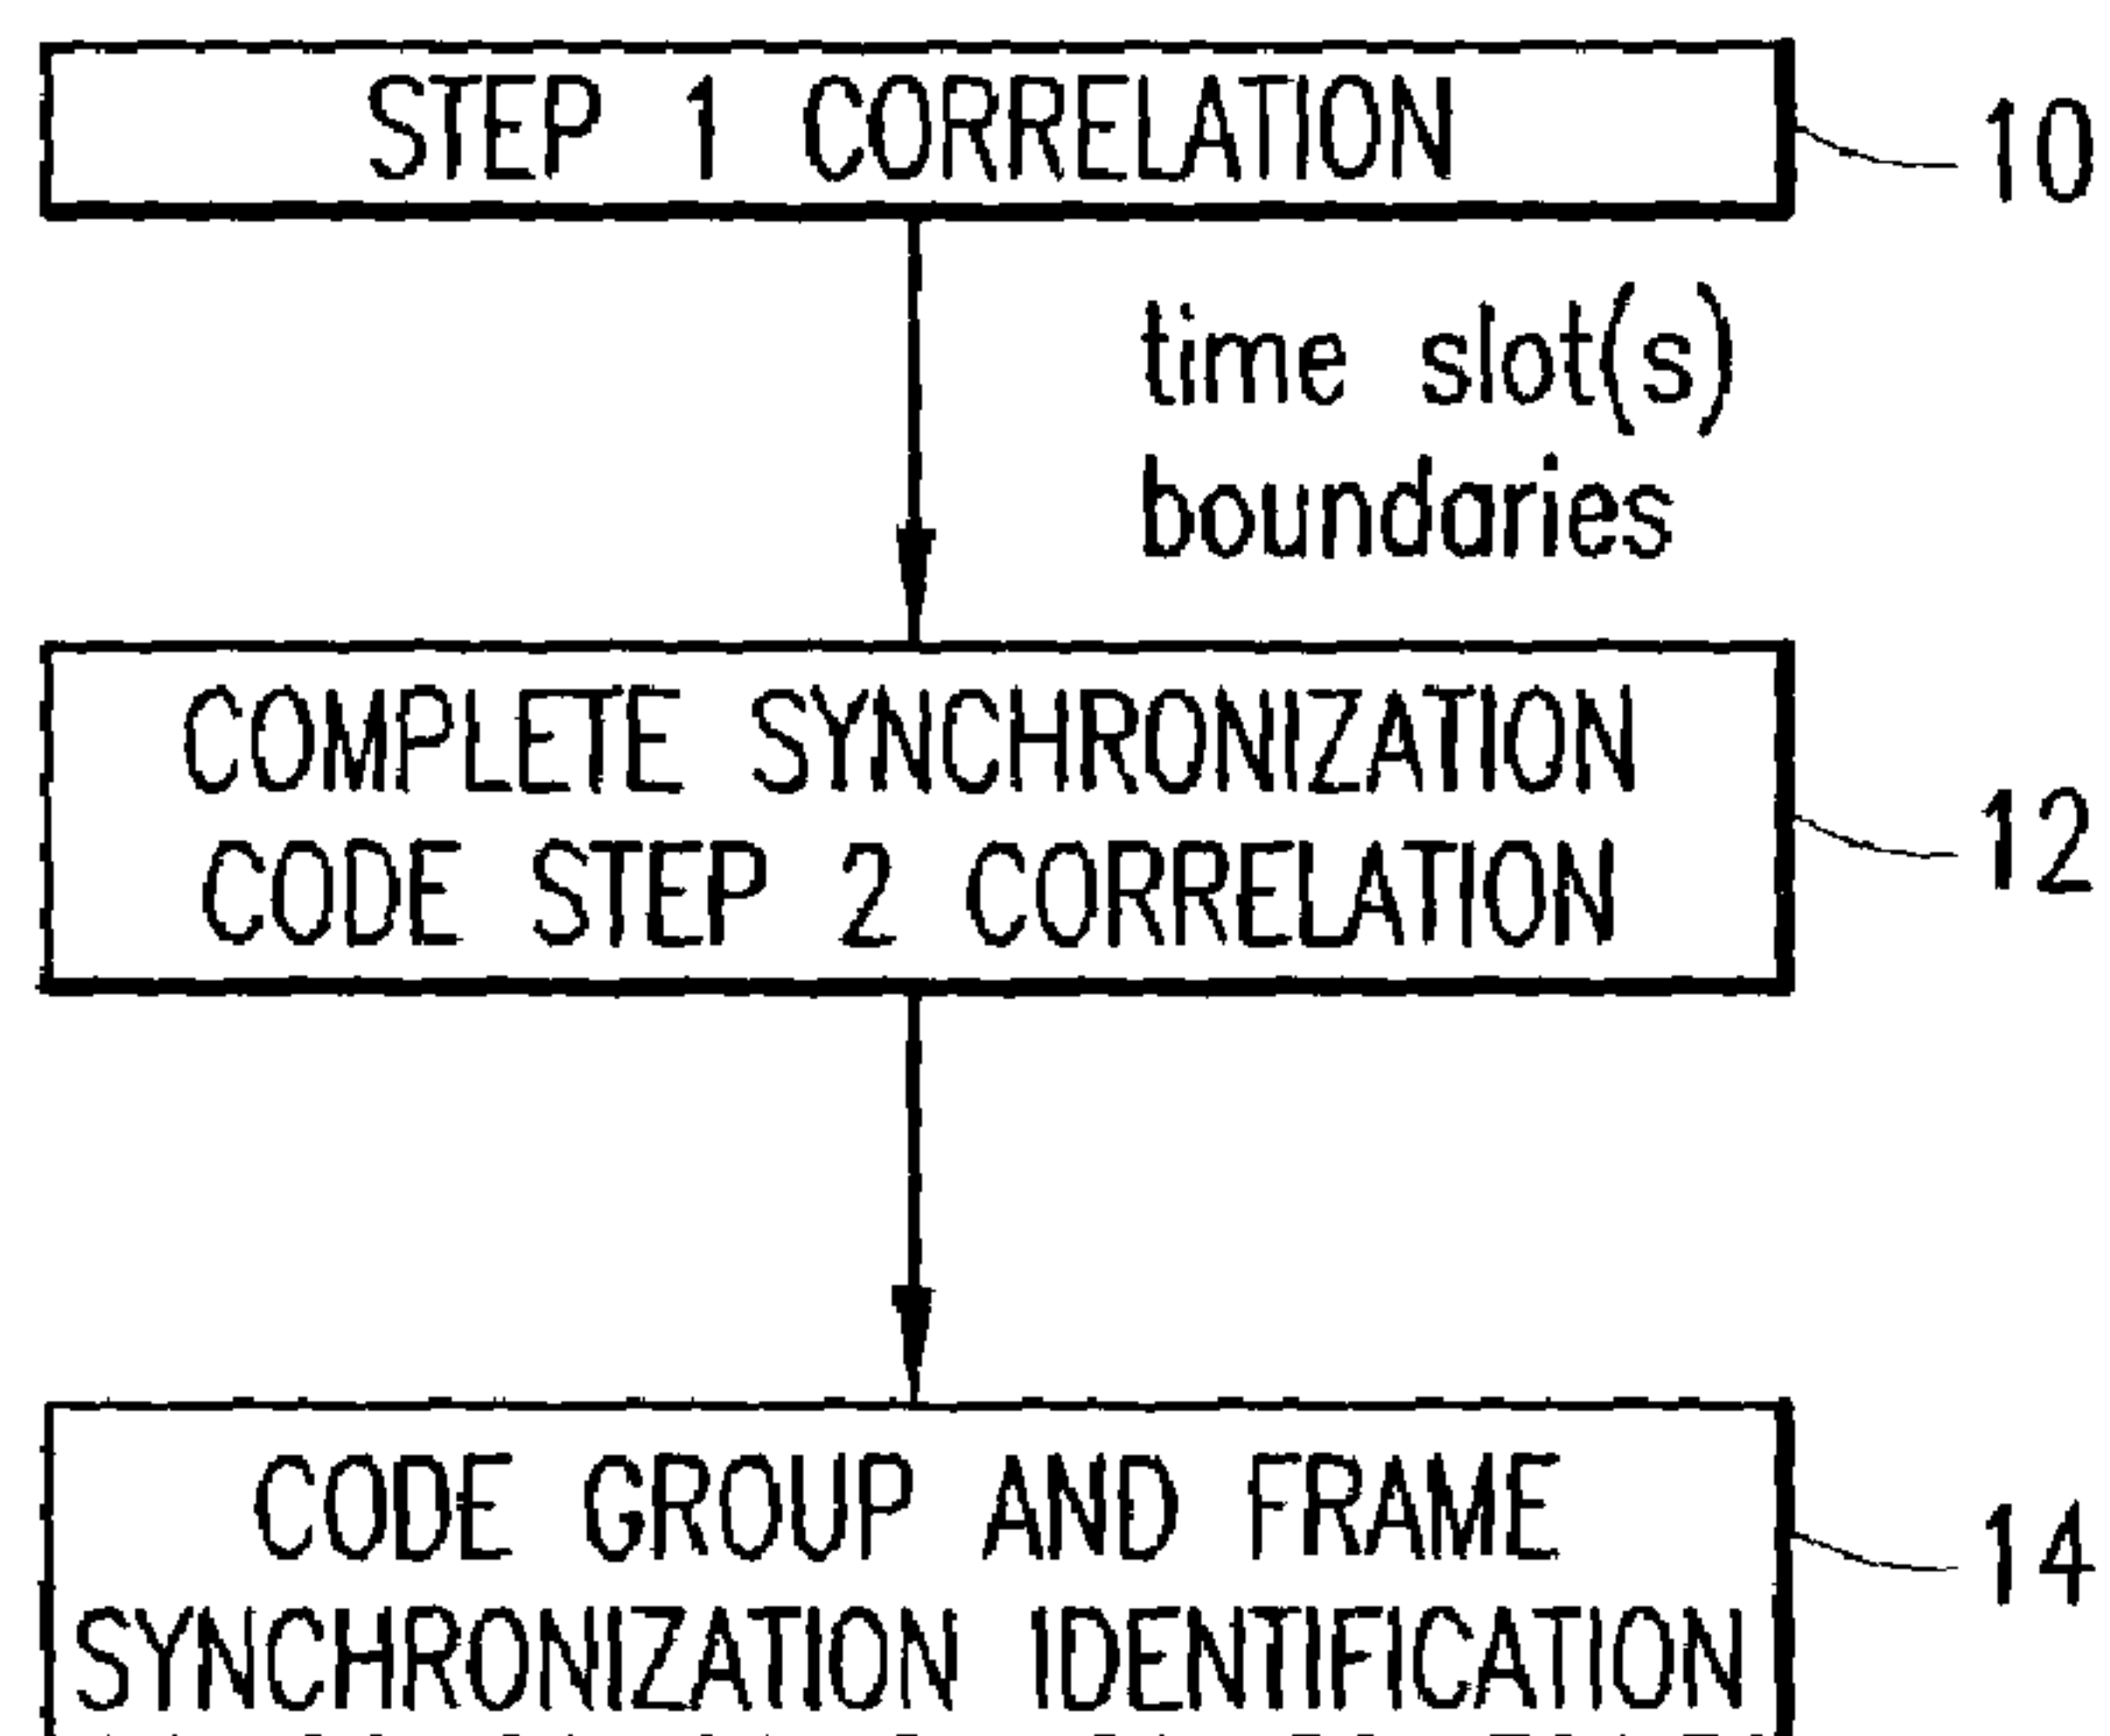 STEP 1 CORRELATION
10
time slot(s)
boundaries
COMPLETE SYNCHRONIZATION
CODE STEP 2 CORRELATION
12
CODE GROUP AND FRAME
SYNCHRONIZATION IDENTIFICATION
14